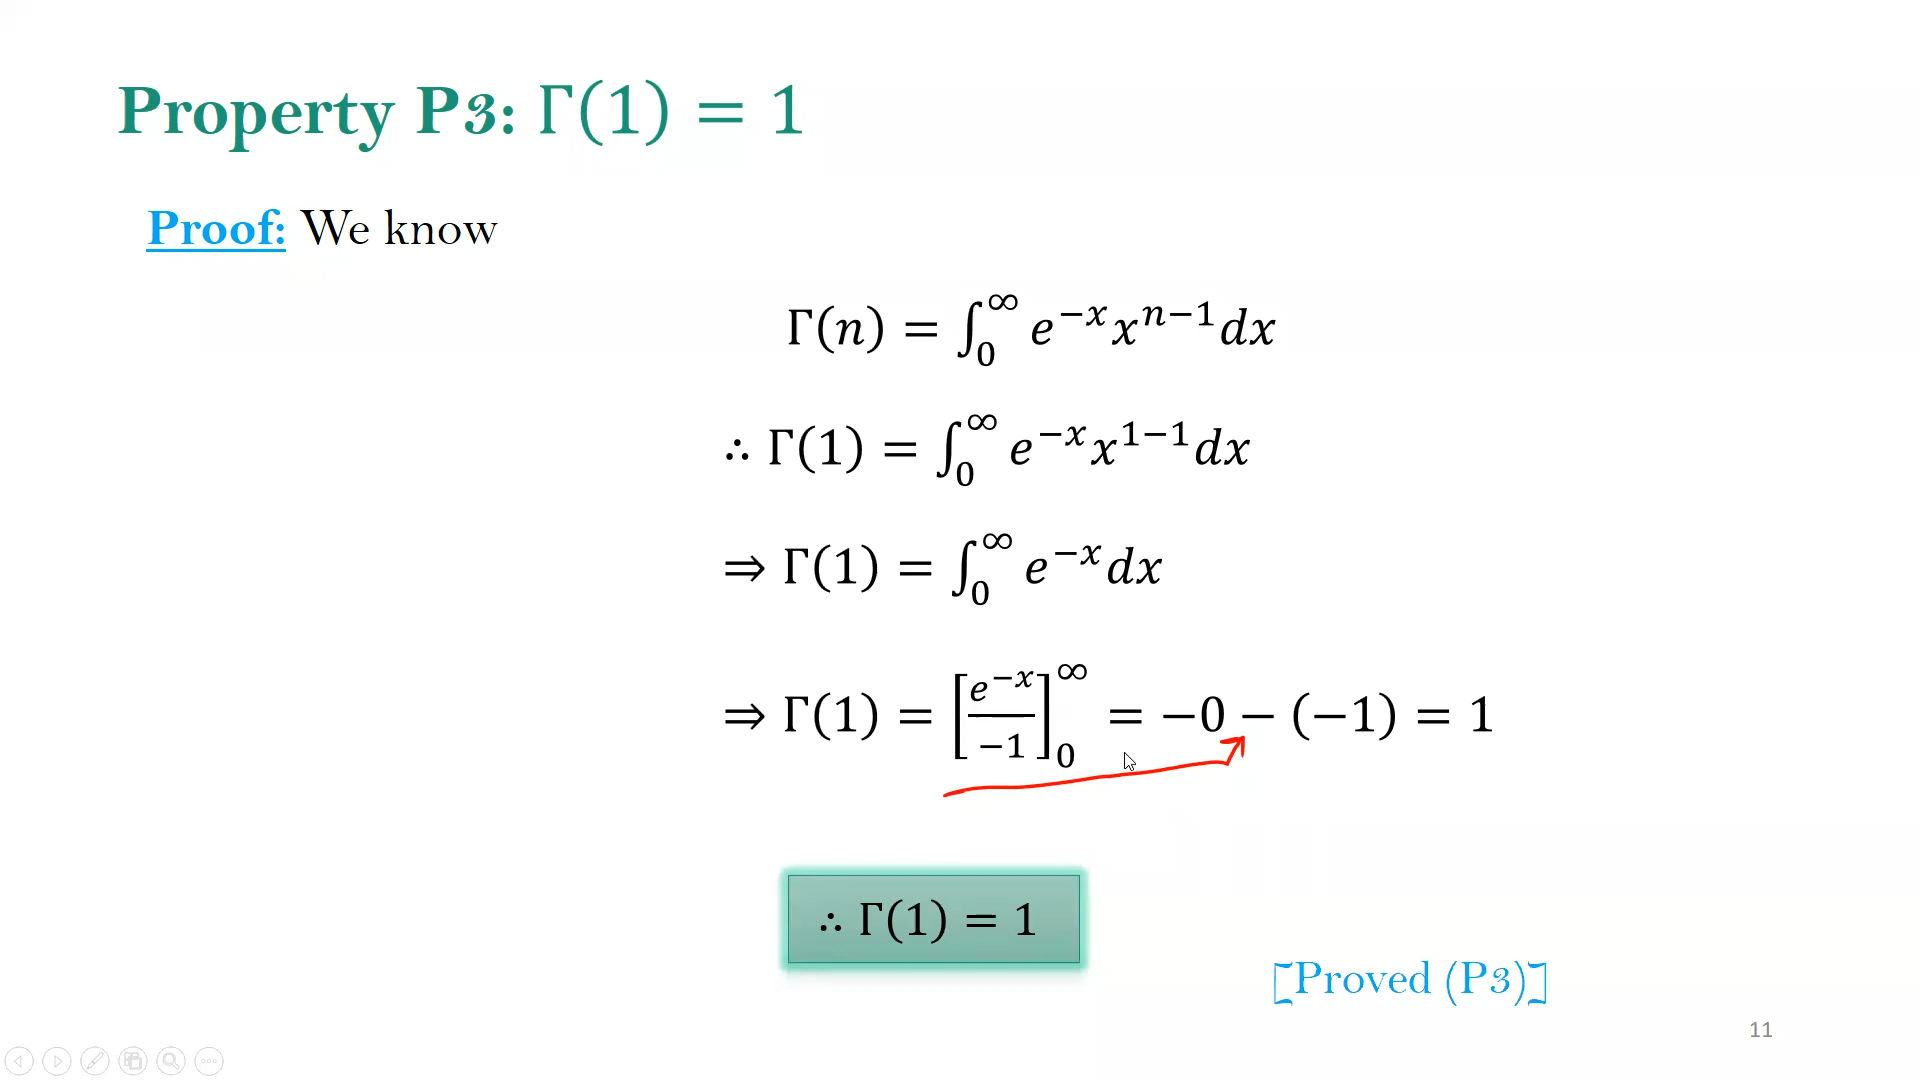 Property P3: Γ(1) = 1
Proof: We know
Γ(n) = ∫₀^∞ e^{−x} x^{n−1} dx
∴ Γ(1) = ∫₀^∞ e^{−x} x^{1−1} dx
⇒ Γ(1) = ∫₀^∞ e^{−x} dx
⇒ Γ(1) = [e^{−x}/−1]₀^∞ = −0 − (−1) = 1
∴ Γ(1) = 1
[Proved (P3)]
11